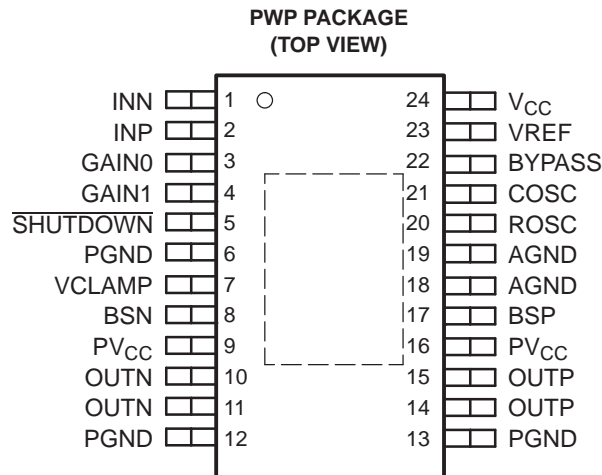 PWP PACKAGE
(TOP VIEW)
INN 1 24 VCC
INP 2 23 VREF
GAIN0 3 22 BYPASS
GAIN1 4 21 COSC
SHUTDOWN 5 20 ROSC
PGND 6 19 AGND
VCLAMP 7 18 AGND
BSN 8 17 BSP
PVCC 9 16 PVCC
OUTN 10 15 OUTP
OUTN 11 14 OUTP
PGND 12 13 PGND